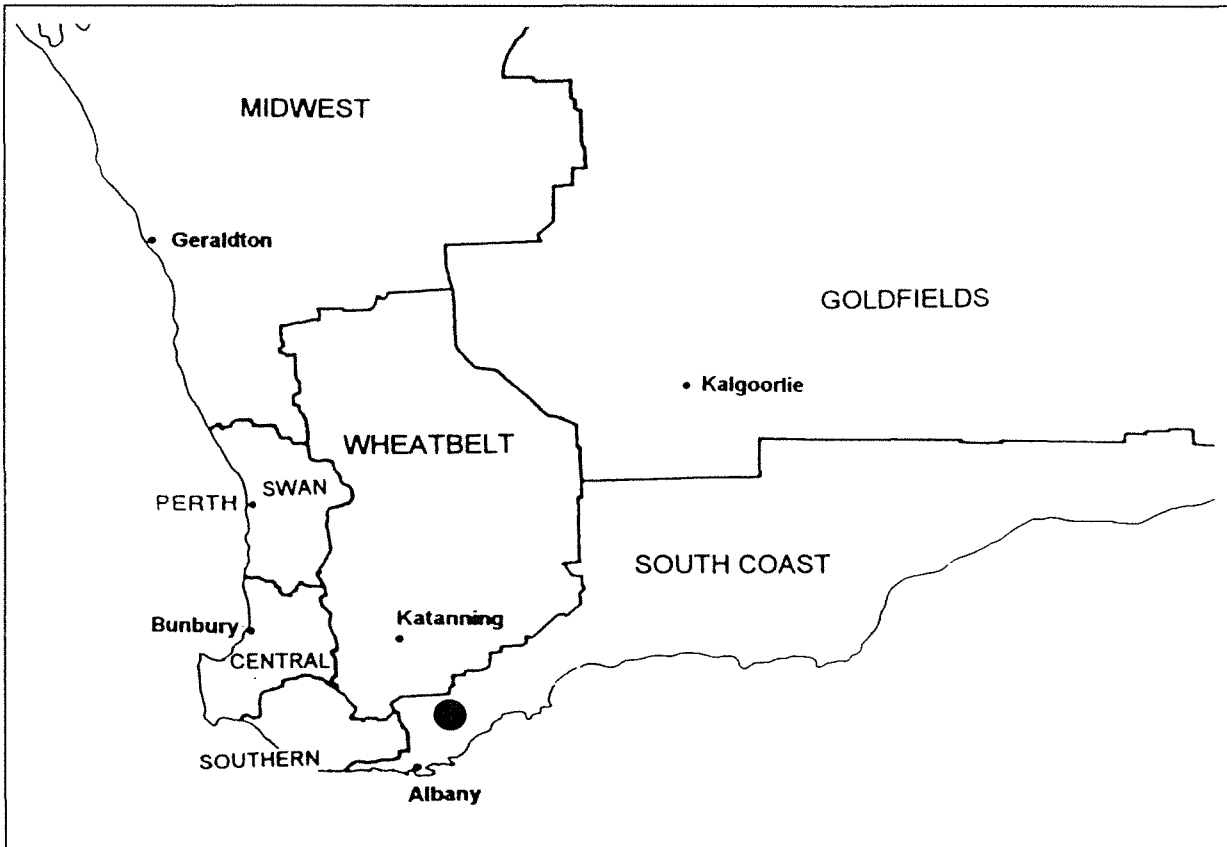 MIDWEST
Geraldton
GOLDFIELDS
Kalgoorlie
WHEATBELT
SWAN
PERTH
SOUTH COAST
Katanning
Bunbury
CENTRAL
SOUTHERN
Albany